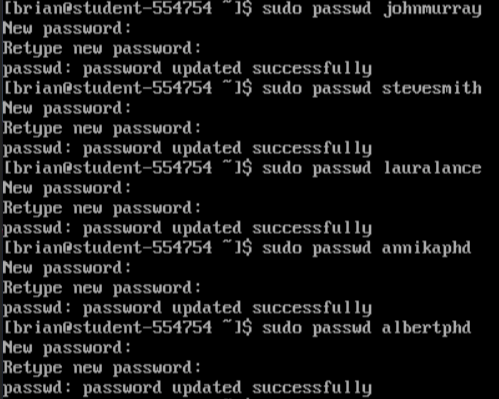 [brian@student-554754 ~]$ sudo passwd johnmurray
New password:
Retype new password:
passwd: password updated successfully
[brian@student-554754 ~]$ sudo passwd stevesmith
New password:
Retype new password:
passwd: password updated successfully
[brian@student-554754 ~]$ sudo passwd lauralance
New password:
Retype new password:
passwd: password updated successfully
[brian@student-554754 ~]$ sudo passwd annikaphd
New password:
Retype new password:
passwd: password updated successfully
[brian@student-554754 ~]$ sudo passwd albertphd
New password:
Retype new password:
passwd: password updated successfully